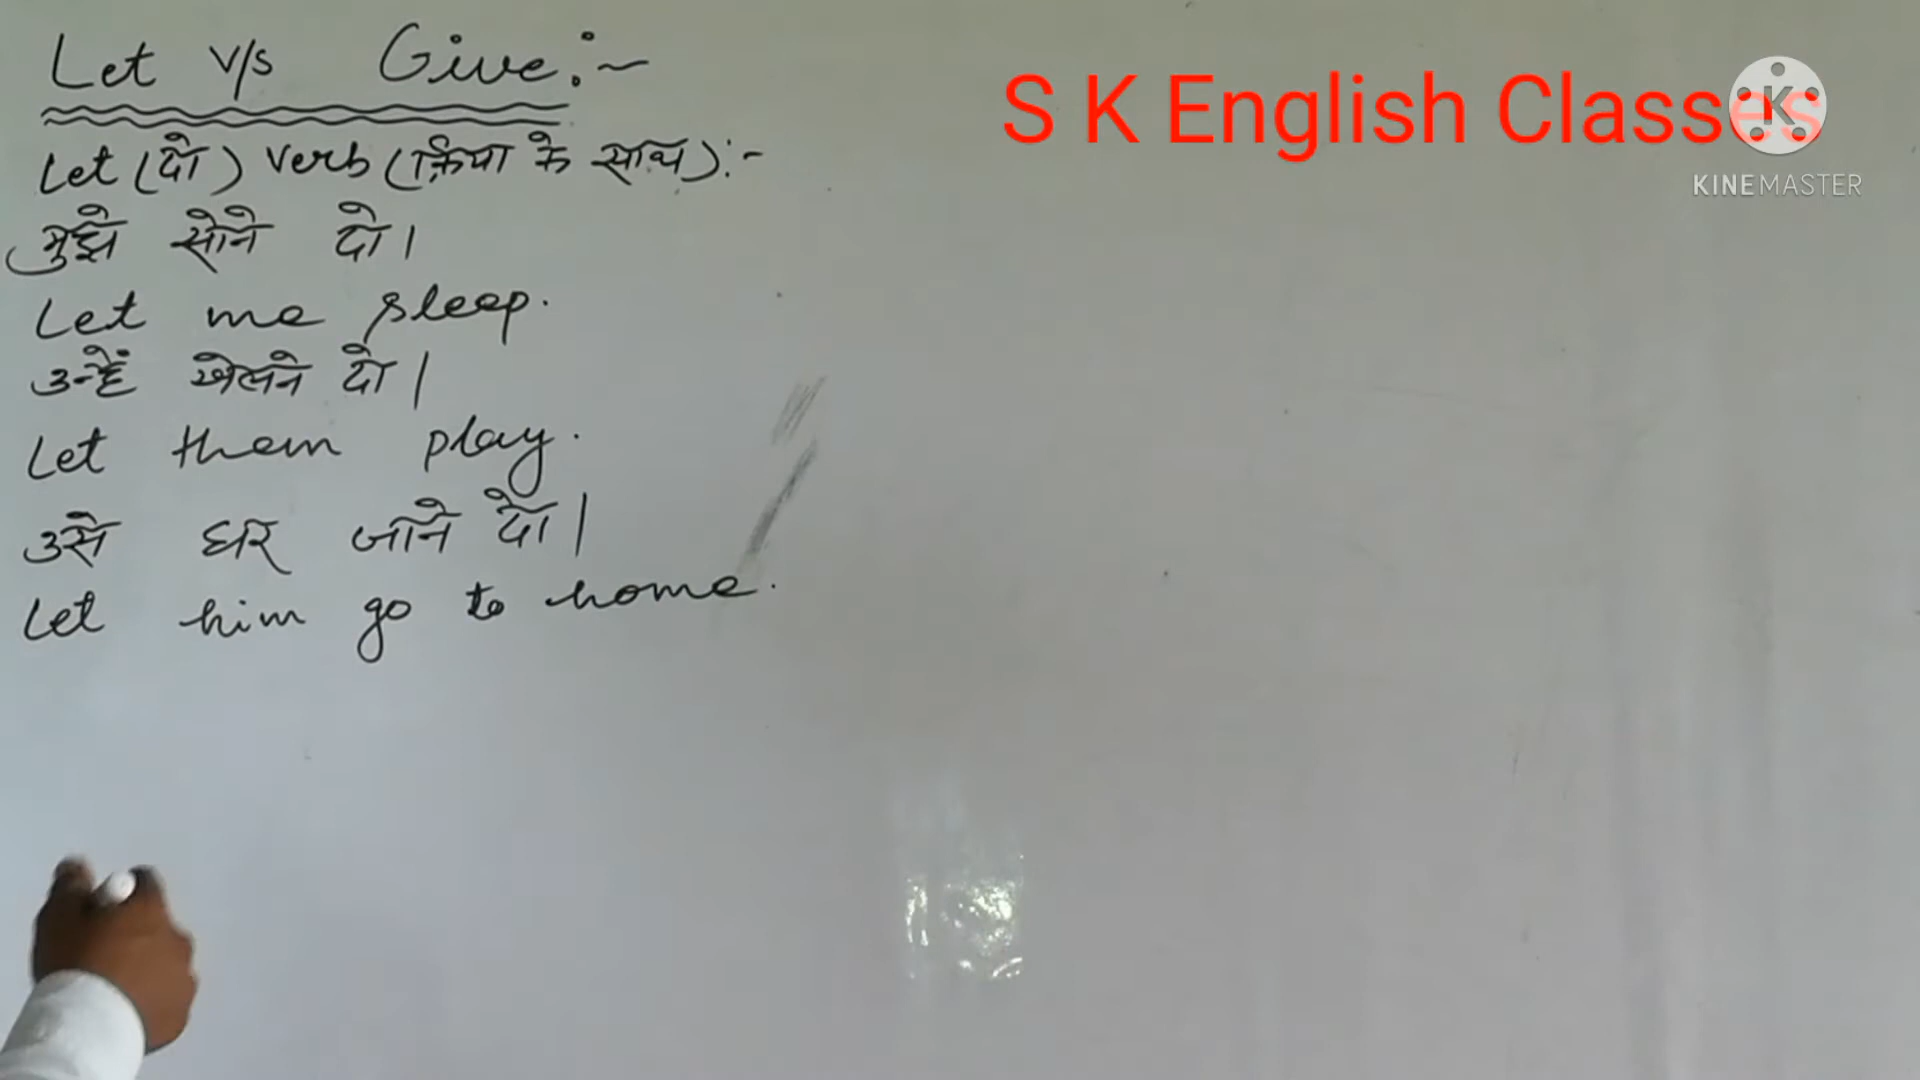 Let v/s Give:~
Let (दो) verb (क्रिया के साथ):-
मुझे सोने दो।
Let me sleep.
उन्हें खेलने दो।
Let them play.
उसे घर जाने दो।
Let him go to home.
S K English Classes
K
KINEMASTER